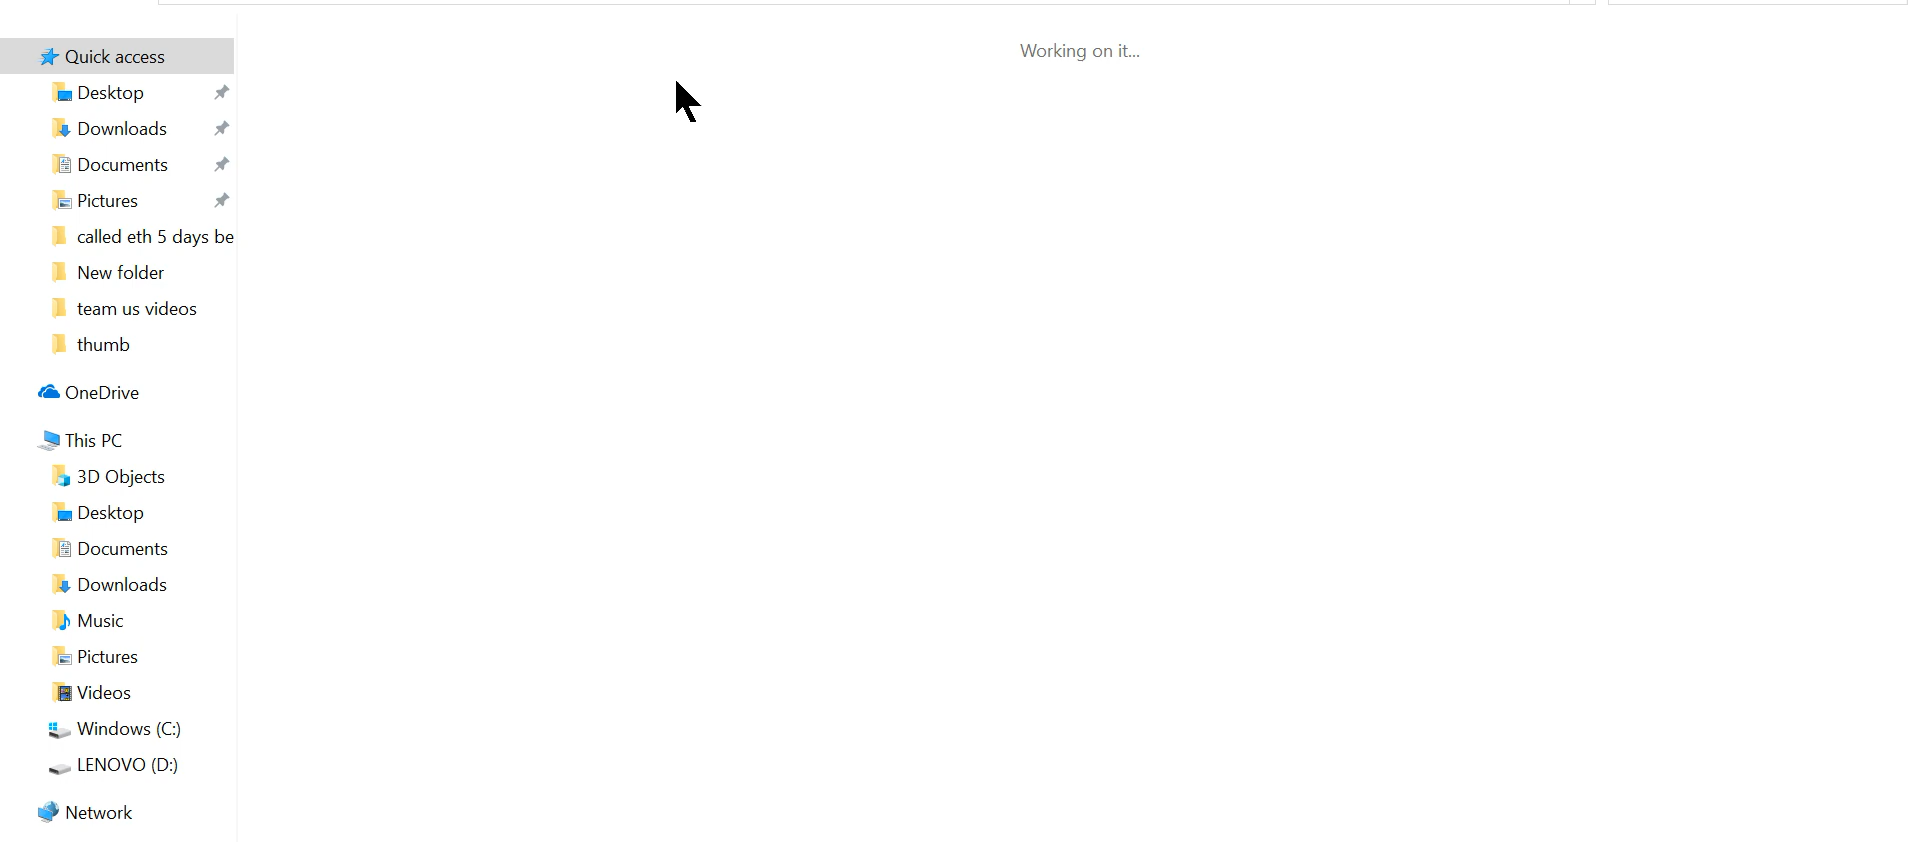 Quick access
Working on it...
Desktop
Downloads
Documents
Pictures
called eth 5 days be
New folder
team us videos
thumb
OneDrive
This PC
3D Objects
Desktop
Documents
Downloads
Music
Pictures
Videos
Windows (C:)
LENOVO (D:)
Network